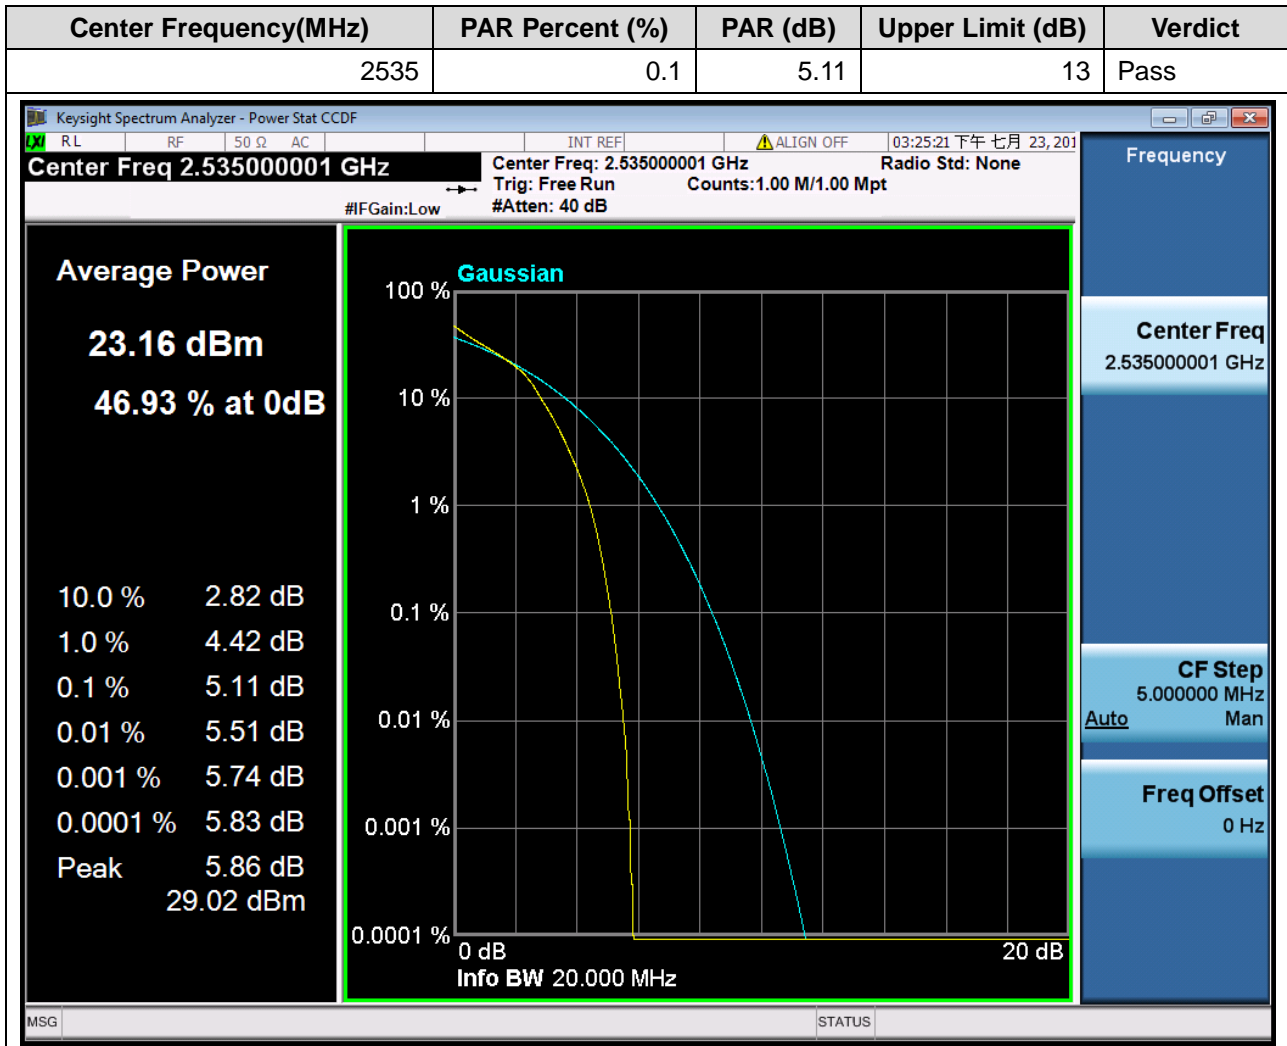 Center Frequency(MHz) PAR Percent (%) PAR (dB) Upper Limit (dB) Verdict
2535 0.1 5.11 13 Pass
Keysight Spectrum Analyzer - Power Stat CCDF
LXI RL RF 50 Ω AC INT REF ALIGN OFF 03:25:21 下午 七月 23, 201
Center Freq 2.535000001 GHz
Center Freq: 2.535000001 GHz Radio Std: None
Trig: Free Run Counts:1.00 M/1.00 Mpt
#IFGain:Low #Atten: 40 dB
Frequency
Average Power
23.16 dBm
46.93 % at 0dB
10.0 % 2.82 dB
1.0 % 4.42 dB
0.1 % 5.11 dB
0.01 % 5.51 dB
0.001 % 5.74 dB
0.0001 % 5.83 dB
Peak 5.86 dB
29.02 dBm
Gaussian
100 %
10 %
1 %
0.1 %
0.01 %
0.001 %
0.0001 %
0 dB 20 dB
Info BW 20.000 MHz
Center Freq
2.535000001 GHz
CF Step
5.000000 MHz
Auto Man
Freq Offset
0 Hz
MSG STATUS